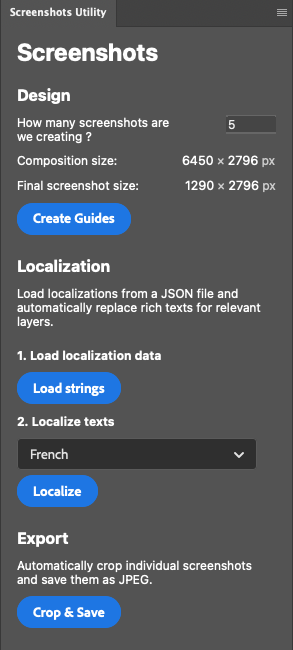 Screenshots Utility
Screenshots
Design
How many screenshots are
we creating ?
5
Composition size:
6450 × 2796 px
Final screenshot size:
1290 × 2796 px
Create Guides
Localization
Load localizations from a JSON file and
automatically replace rich texts for relevant
layers.
1. Load localization data
Load strings
2. Localize texts
French
Localize
Export
Automatically crop individual screenshots
and save them as JPEG.
Crop & Save